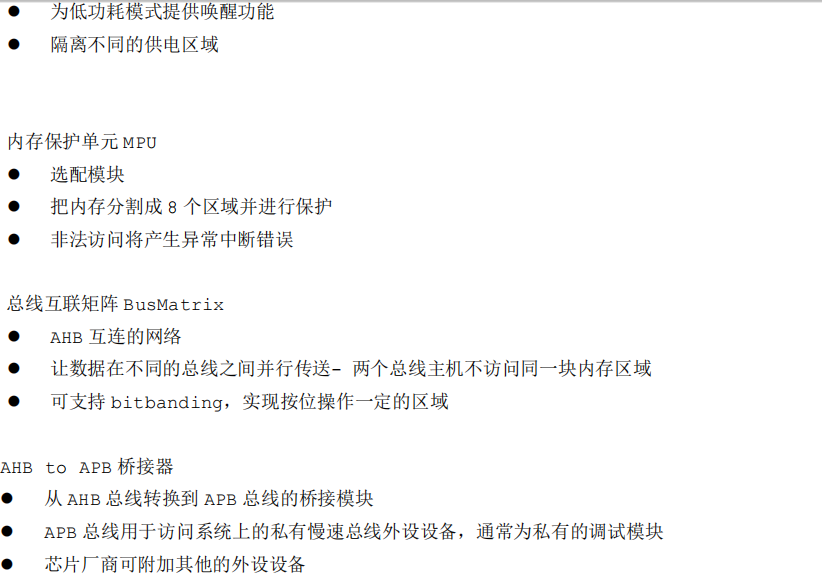 ● 为低功耗模式提供唤醒功能
● 隔离不同的供电区域
内存保护单元 MPU
● 选配模块
● 把内存分割成 8 个区域并进行保护
● 非法访问将产生异常中断错误
总线互联矩阵 BusMatrix
● AHB 互连的网络
● 让数据在不同的总线之间并行传送- 两个总线主机不访问同一块内存区域
● 可支持 bitbanding，实现按位操作一定的区域
AHB to APB 桥接器
● 从 AHB 总线转换到 APB 总线的桥接模块
● APB 总线用于访问系统上的私有慢速总线外设设备，通常为私有的调试模块
● 芯片厂商可附加其他的外设设备